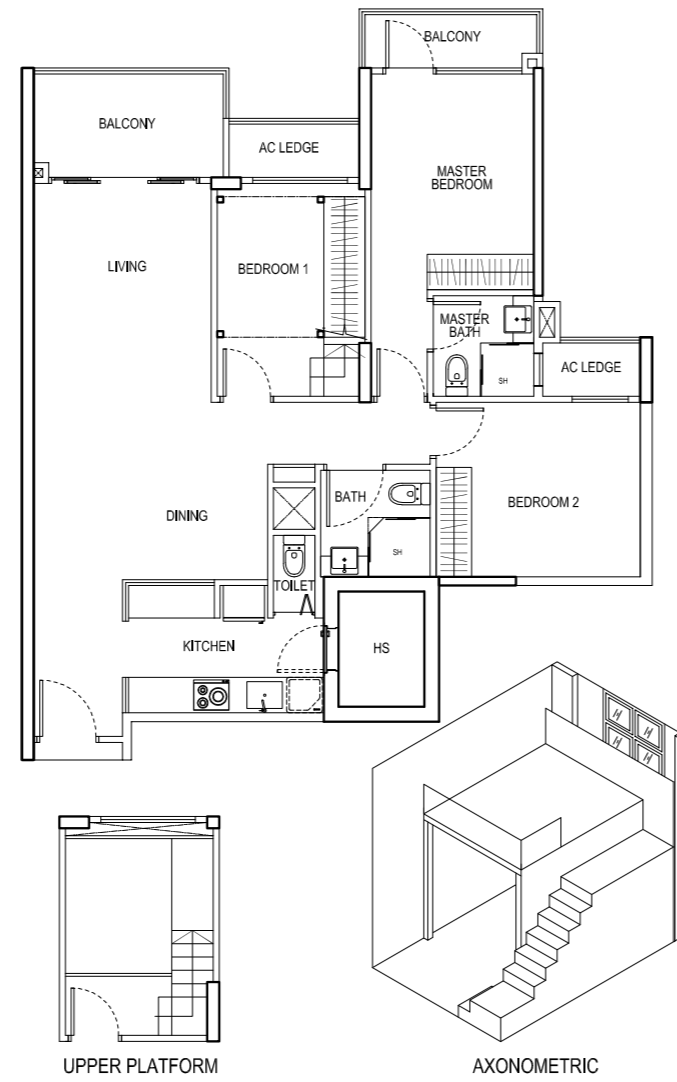 BALCONY
BALCONY
AC LEDGE
MASTER
BEDROOM
LIVING
BEDROOM 1
MASTER
BATH
AC LEDGE
SH
BATH
BEDROOM 2
DINING
SH
TOILET
KITCHEN
HS
UPPER PLATFORM
AXONOMETRIC